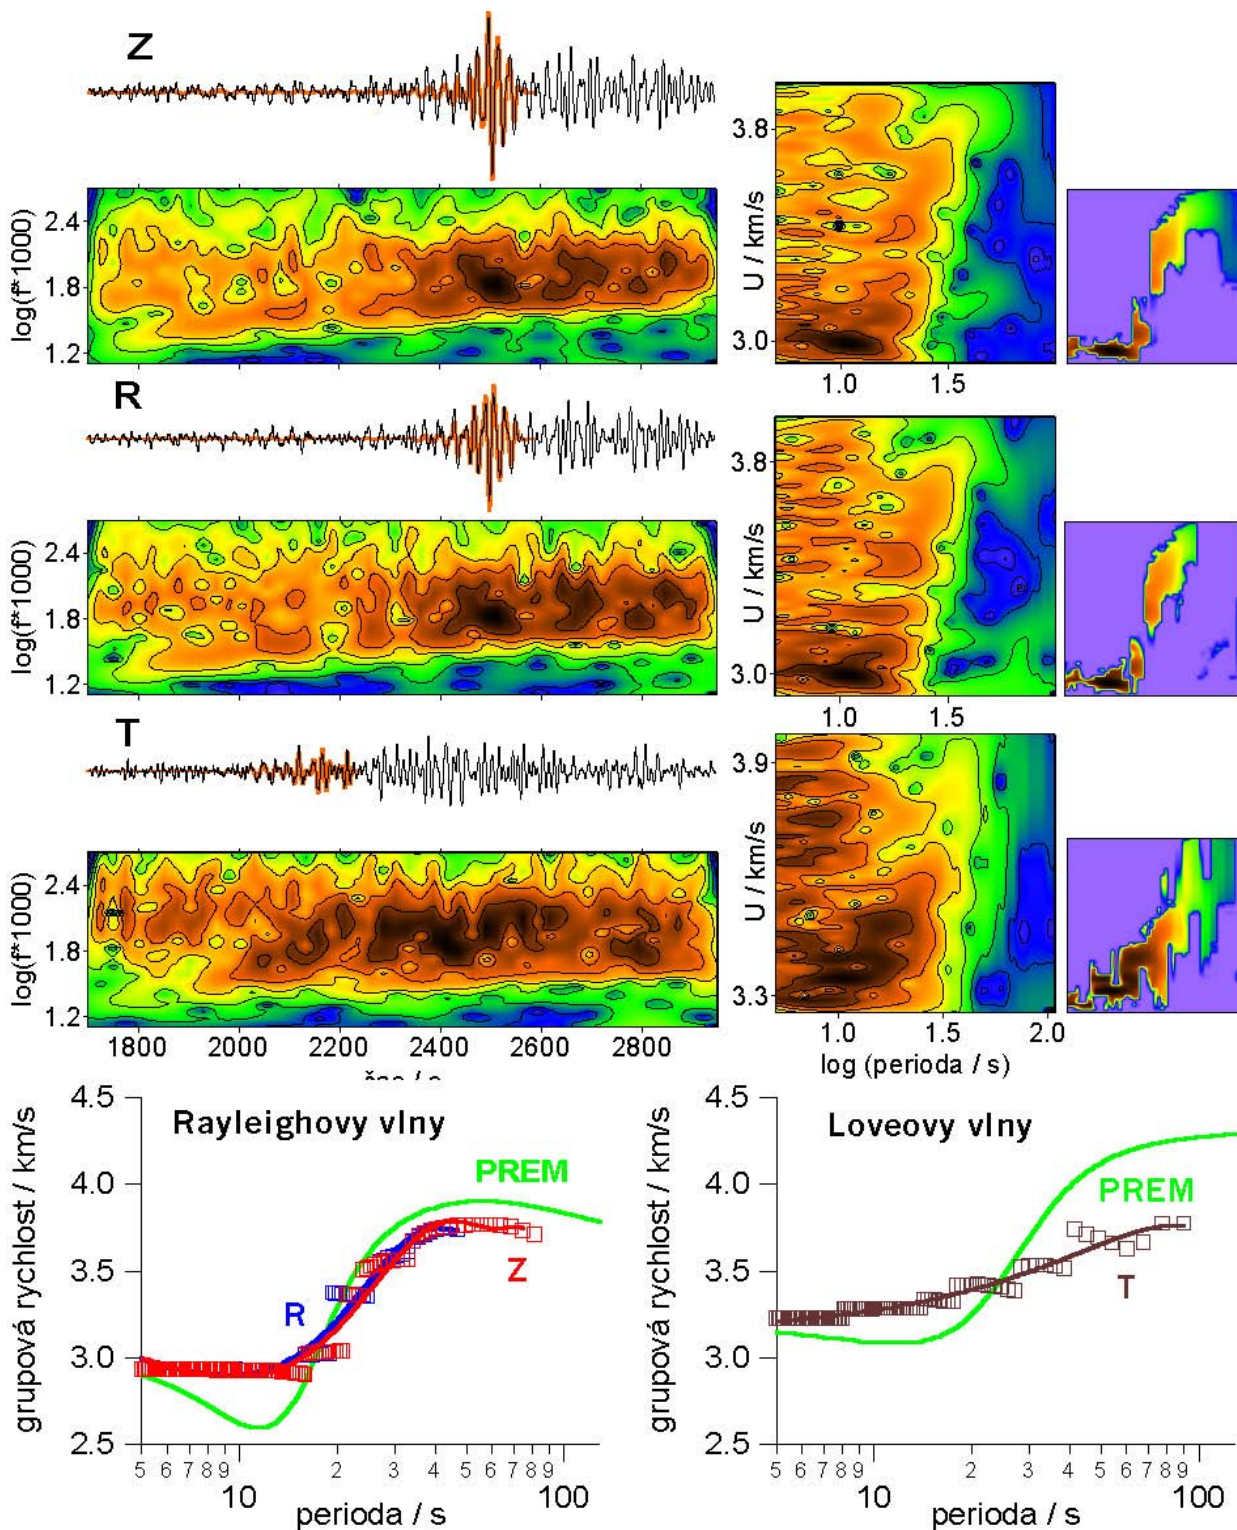 Z
log(f*1000)
2.4
1.8
1.2
U / km/s
3.8
3.0
1.0 1.5
R
log(f*1000)
2.4
1.8
1.2
U / km/s
3.8
3.0
1.0 1.5
T
log(f*1000)
2.4
1.8
1.2
1800 2000 2200 2400 2600 2800
U / km/s
3.9
3.3
1.0 1.5 2.0
log (perioda / s)
Rayleighovy vlny
grupová rychlost / km/s
4.5
4.0
3.5
3.0
2.5
PREM
R
Z
5 6 7 8 9 2 3 4 5 6 7 8 9
10 100
perioda / s
Loveovy vlny
grupová rychlost / km/s
4.5
4.0
3.5
3.0
2.5
PREM
T
5 6 7 8 9 2 3 4 5 6 7 8 9
10 100
perioda / s